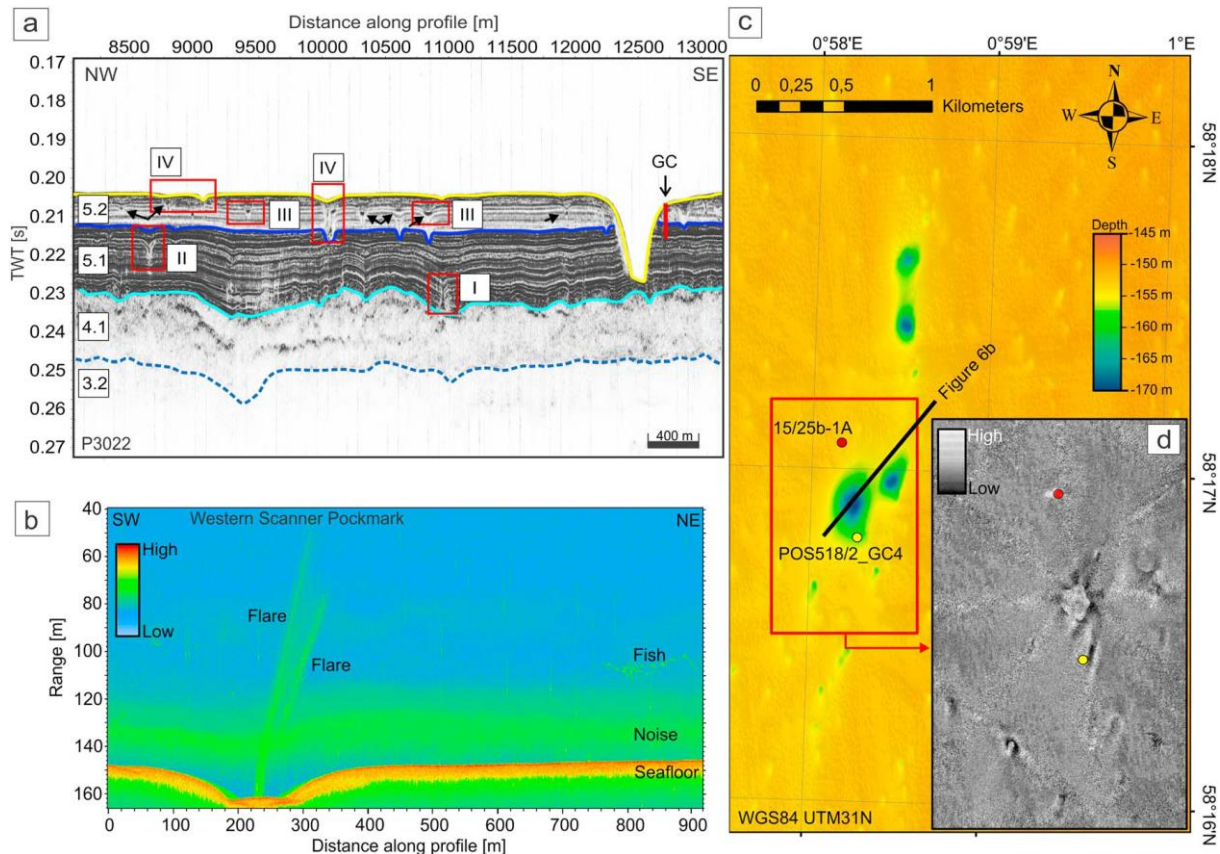 a
Distance along profile [m]
8500 9000 9500 10000 10500 11000 11500 12000 12500 13000
0.17
0.18
0.19
0.20
0.21
0.22
0.23
0.24
0.25
0.26
0.27
TWT [s]
NW
SE
IV
IV
GC
5.2
III
III
5.1
II
I
4.1
3.2
P3022
400 m
b
SW
Western Scanner Pockmark
NE
High
Low
Flare
Flare
Fish
Noise
Seafloor
40
60
80
100
120
140
160
Range [m]
0 100 200 300 400 500 600 700 800 900
Distance along profile [m]
c
0°58'E
0°59'E
1°E
0 0,25 0,5 1
Kilometers
N
W
E
S
58°18'N
58°17'N
58°16'N
Depth
-145 m
-150 m
-155 m
-160 m
-165 m
-170 m
Figure 6b
15/25b-1A
POS518/2_GC4
WGS84 UTM31N
d
High
Low